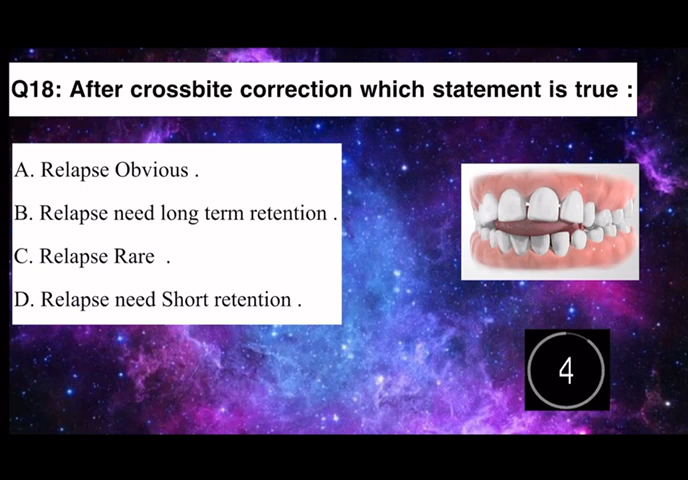 Q18: After crossbite correction which statement is true :
A. Relapse Obvious .
B. Relapse need long term retention .
C. Relapse Rare .
D. Relapse need Short retention .
4